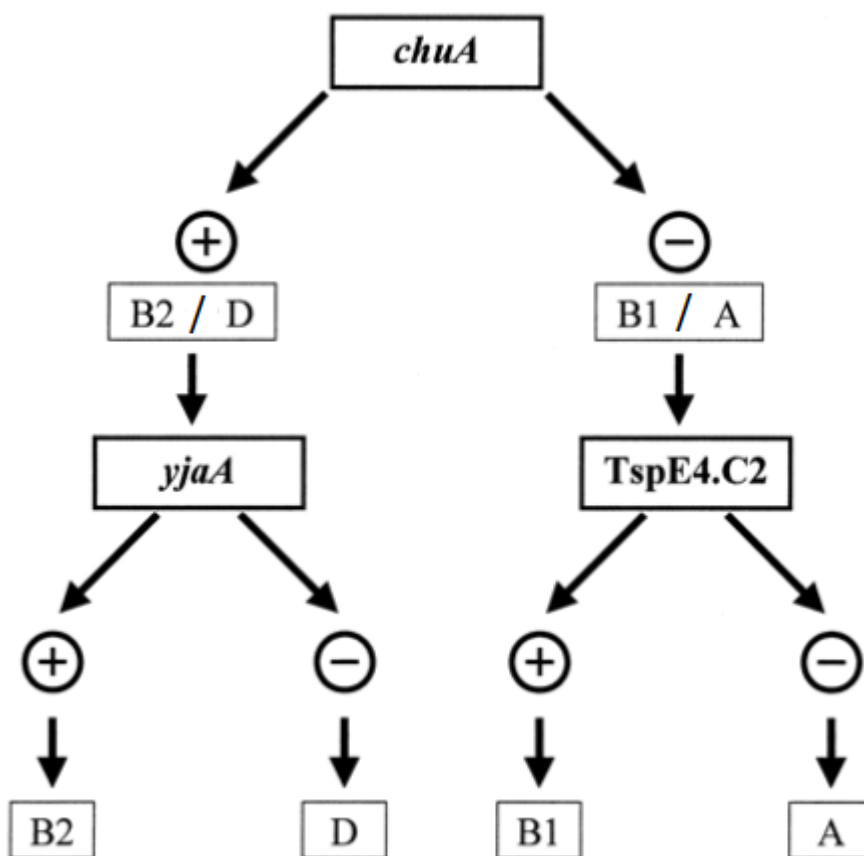 chuA
+ −
B2 / D B1 / A
yjaA TspE4.C2
+ − + −
B2 D B1 A